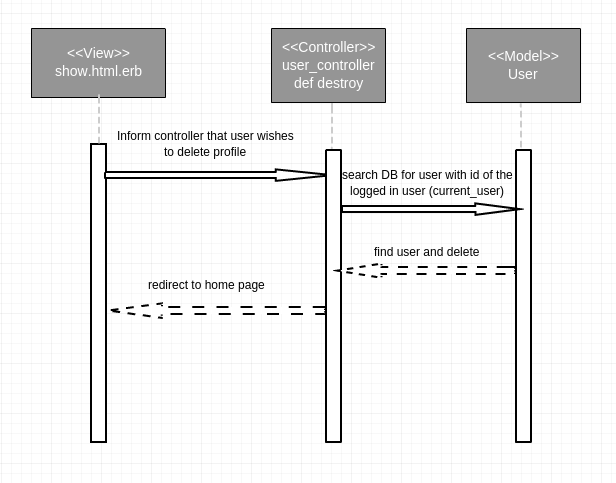 <<View>>
show.html.erb
<<Controller>>
user_controller
def destroy
<<Model>>
User
Inform controller that user wishes
to delete profile
search DB for user with id of the
logged in user (current_user)
find user and delete
redirect to home page